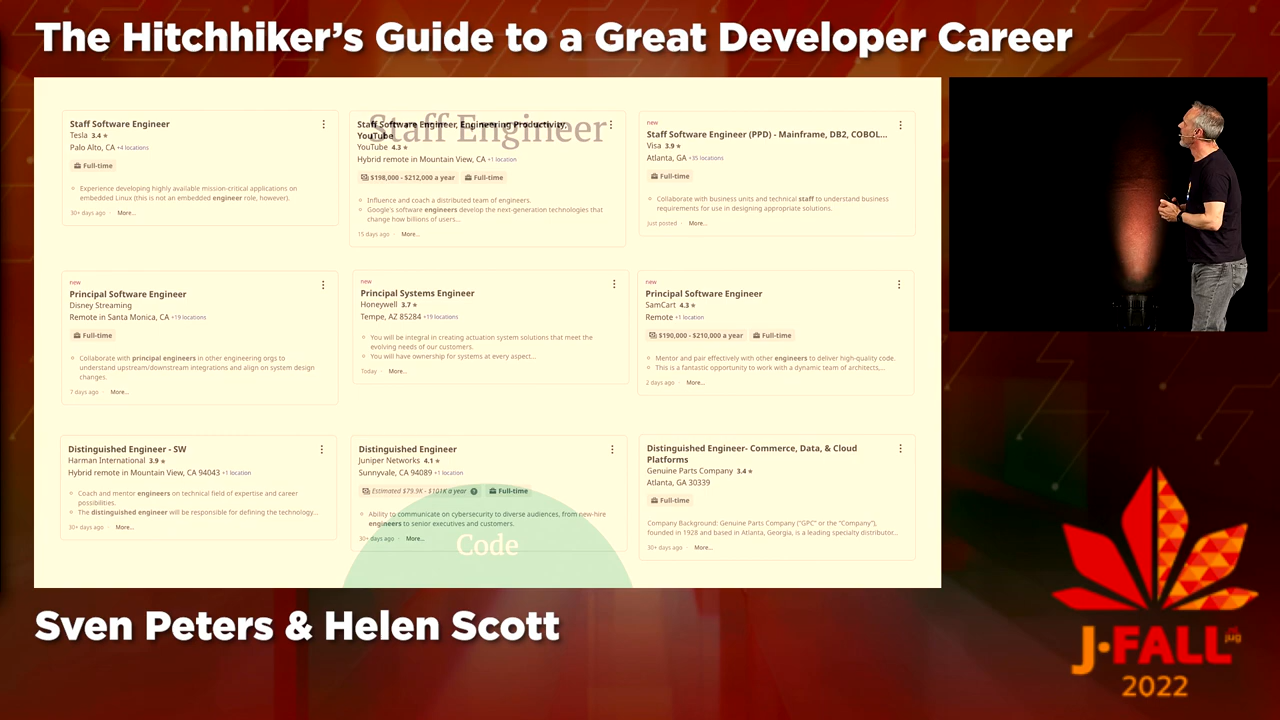 The Hitchhiker's Guide to a Great Developer Career
Staff Engineer
Staff Software Engineer
Tesla 3.4 ★
Palo Alto, CA +4 locations
Full-time
Experience developing highly available mission-critical applications on
embedded Linux (this is not an embedded engineer role, however).
30+ days ago · More...
Staff Software Engineer, Engineering Productivity,
YouTube
YouTube 4.3 ★
Hybrid remote in Mountain View, CA +1 location
$198,000 - $212,000 a year Full-time
Influence and coach a distributed team of engineers.
Google's software engineers develop the next-generation technologies that
change how billions of users...
15 days ago · More...
new
Staff Software Engineer (PPD) - Mainframe, DB2, COBOL...
Visa 3.9 ★
Atlanta, GA +35 locations
Full-time
Collaborate with business units and technical staff to understand business
requirements for use in designing appropriate solutions.
Just posted · More...
new
Principal Software Engineer
Disney Streaming
Remote in Santa Monica, CA +19 locations
Full-time
Collaborate with principal engineers in other engineering orgs to
understand upstream/downstream integrations and align on system design
changes.
7 days ago · More...
new
Principal Systems Engineer
Honeywell 3.7 ★
Tempe, AZ 85284 +19 locations
You will be integral in creating actuation system solutions that meet the
evolving needs of our customers.
You will have ownership for systems at every aspect...
Today · More...
new
Principal Software Engineer
SamCart 4.3 ★
Remote +1 location
$190,000 - $210,000 a year Full-time
Mentor and pair effectively with other engineers to deliver high-quality code.
This is a fantastic opportunity to work with a dynamic team of architects,...
2 days ago · More...
Distinguished Engineer - SW
Harman International 3.9 ★
Hybrid remote in Mountain View, CA 94043 +1 location
Coach and mentor engineers on technical field of expertise and career
possibilities.
The distinguished engineer will be responsible for defining the technology...
30+ days ago · More...
Distinguished Engineer
Juniper Networks 4.1 ★
Sunnyvale, CA 94089 +1 location
Estimated $79.9K - $101K a year ? Full-time
Ability to communicate on cybersecurity to diverse audiences, from new-hire
engineers to senior executives and customers.
30+ days ago · More...
Code
Distinguished Engineer- Commerce, Data, & Cloud
Platforms
Genuine Parts Company 3.4 ★
Atlanta, GA 30339
Full-time
Company Background: Genuine Parts Company ("GPC" or the "Company"),
founded in 1928 and based in Atlanta, Georgia, is a leading specialty distributor...
30+ days ago · More...
Sven Peters & Helen Scott
J·FALL
jug
2022